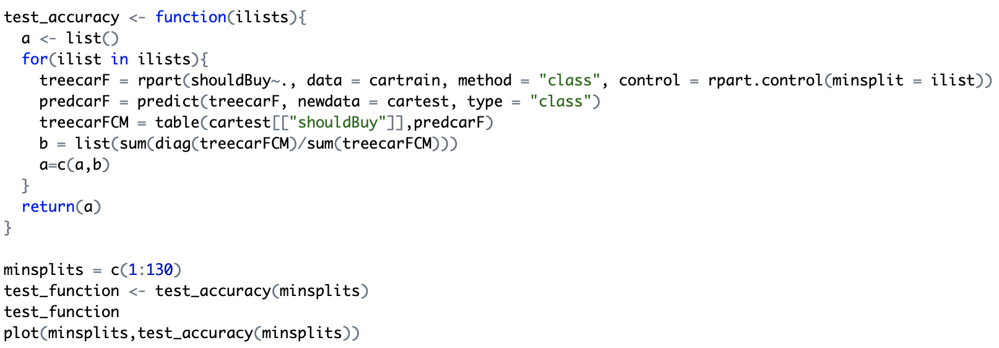 test_accuracy <- function(ilists){
  a <- list()
  for(ilist in ilists){
    treecarF = rpart(shouldBuy~., data = cartrain, method = "class", control = rpart.control(minsplit = ilist))
    predcarF = predict(treecarF, newdata = cartest, type = "class")
    treecarFCM = table(cartest[["shouldBuy"]],predcarF)
    b = list(sum(diag(treecarFCM)/sum(treecarFCM)))
    a=c(a,b)
  }
  return(a)
}

minsplits = c(1:130)
test_function <- test_accuracy(minsplits)
test_function
plot(minsplits,test_accuracy(minsplits))